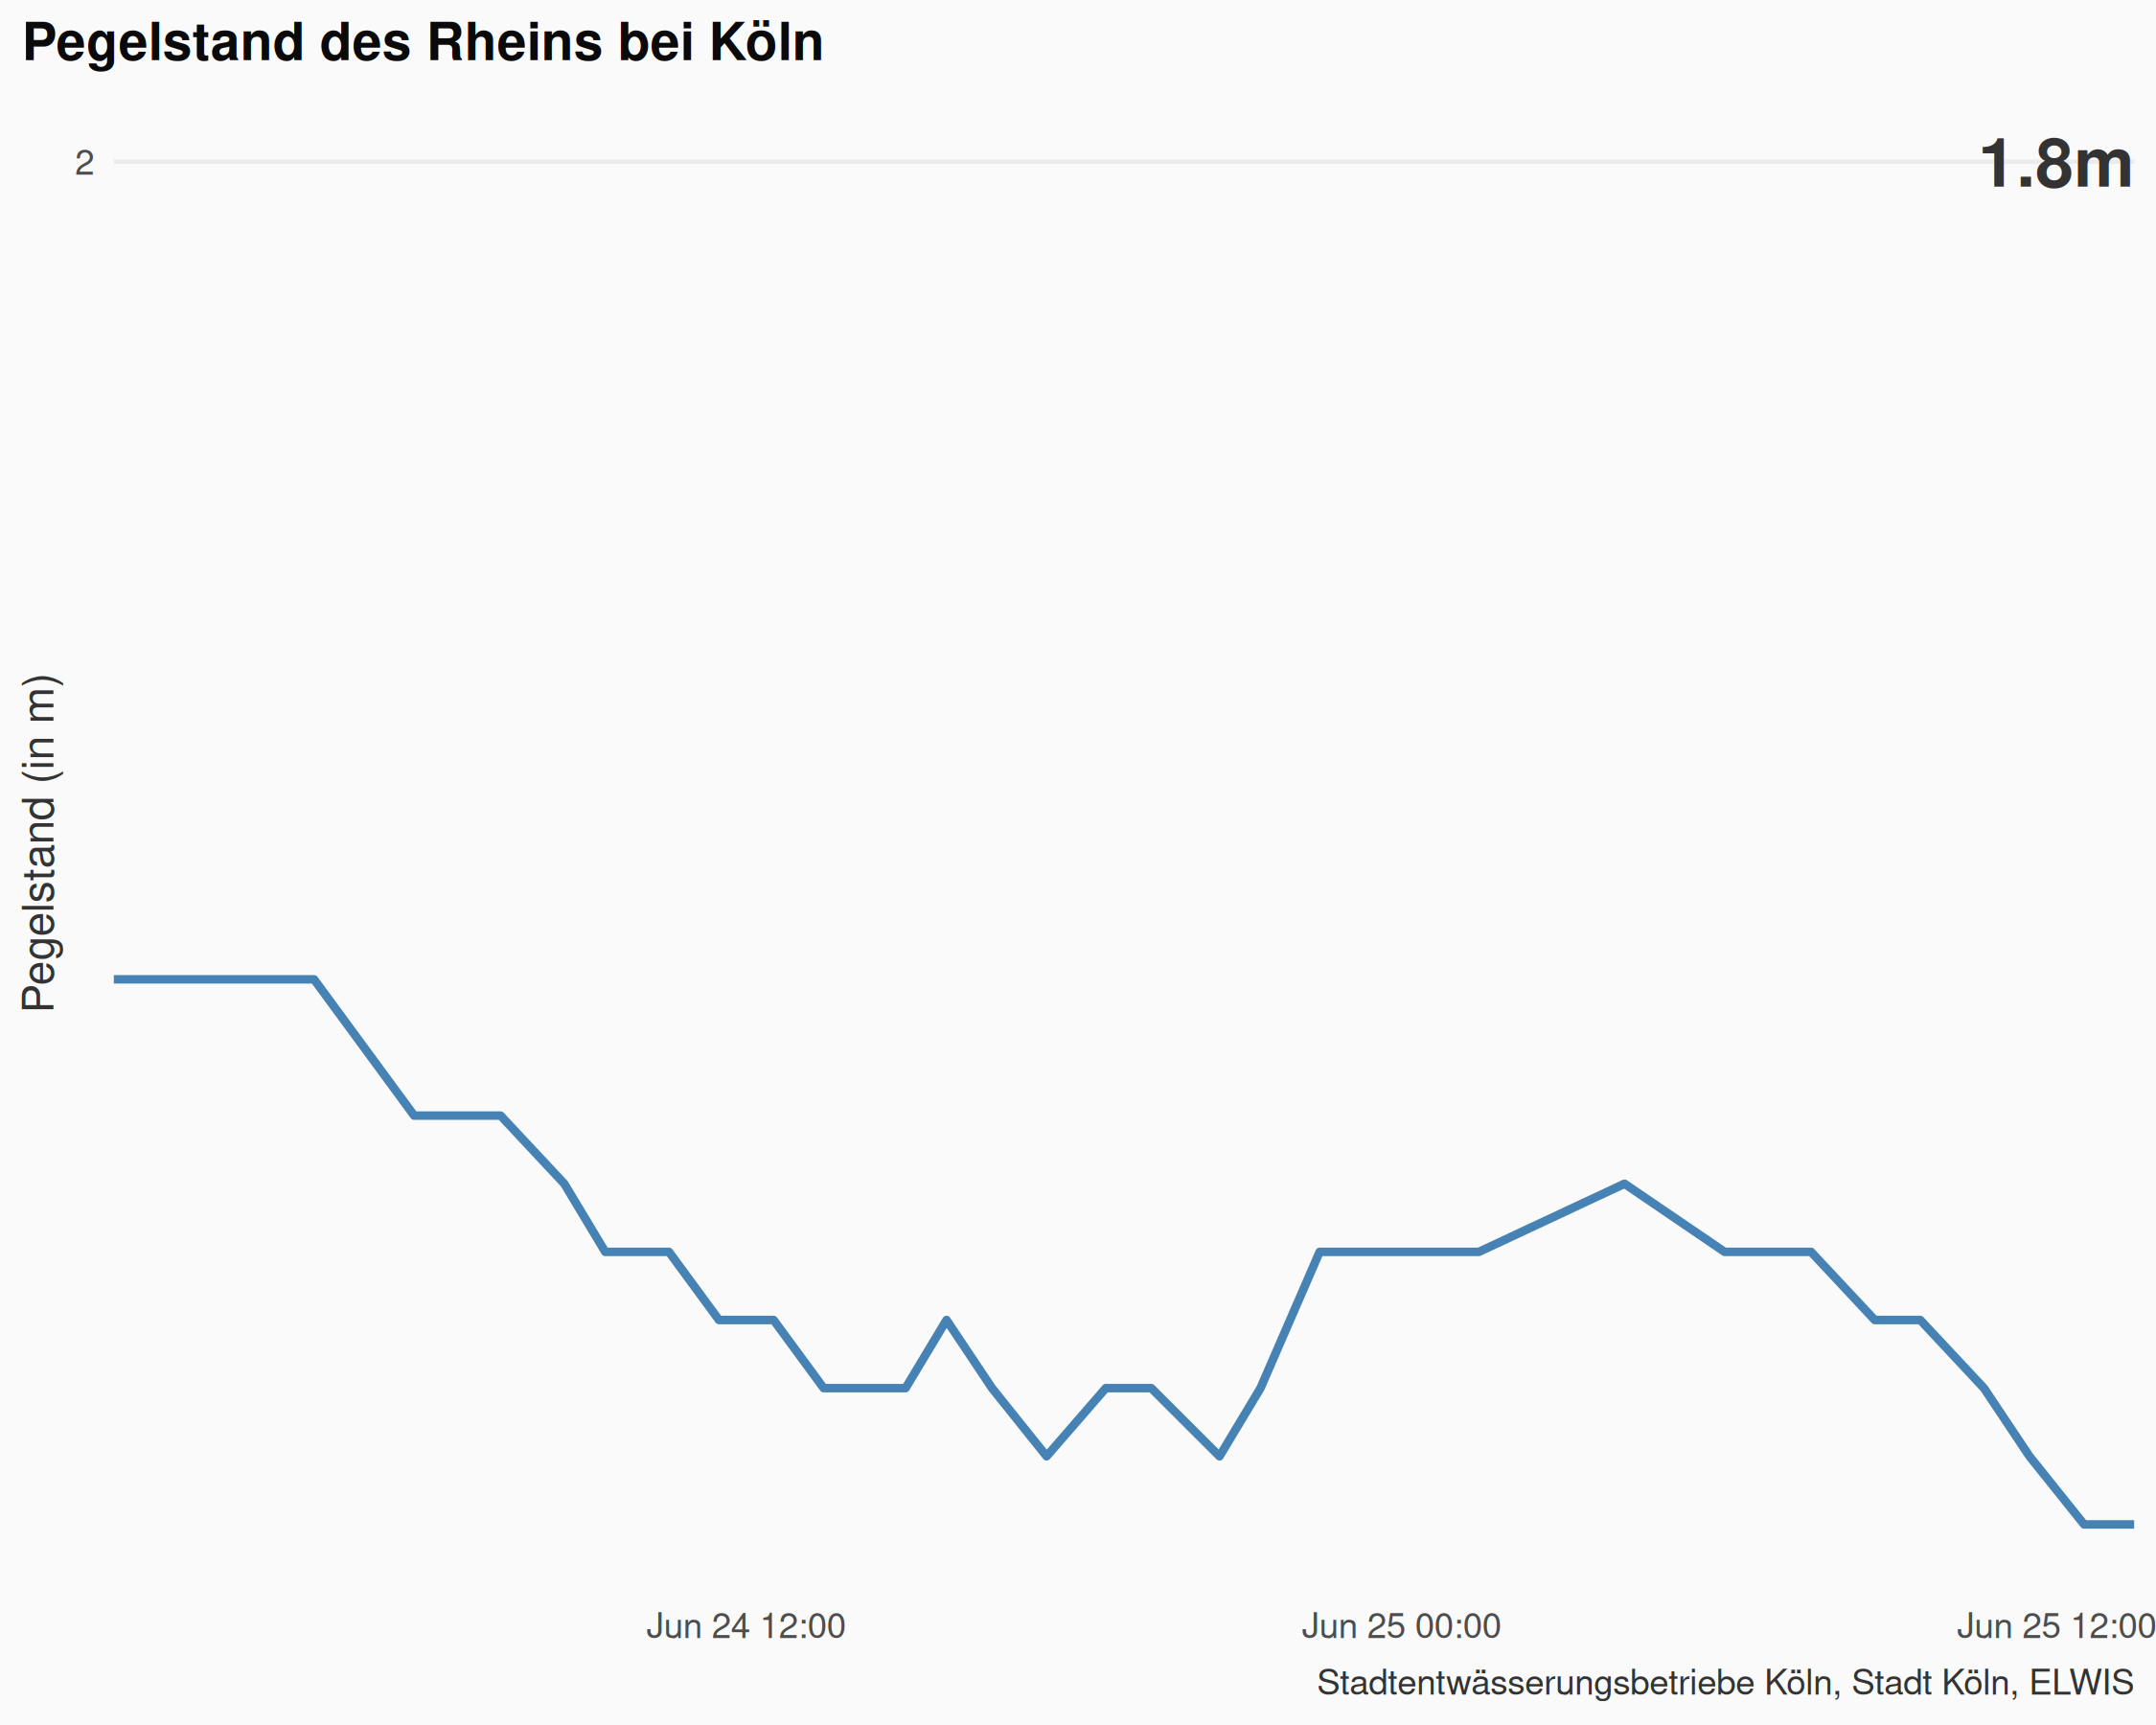 Pegelstand des Rheins bei Köln
2
1.8m
Pegelstand (in m)
Jun 24 12:00
Jun 25 00:00
Jun 25 12:00
Stadtentwässerungsbetriebe Köln, Stadt Köln, ELWIS